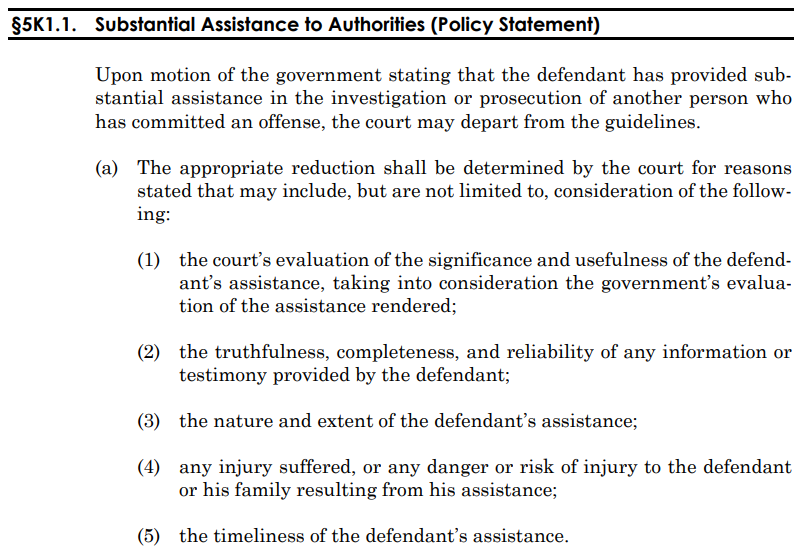 §5K1.1. Substantial Assistance to Authorities (Policy Statement)
Upon motion of the government stating that the defendant has provided sub-
stantial assistance in the investigation or prosecution of another person who
has committed an offense, the court may depart from the guidelines.
(a) The appropriate reduction shall be determined by the court for reasons
stated that may include, but are not limited to, consideration of the follow-
ing:
(1) the court’s evaluation of the significance and usefulness of the defend-
ant’s assistance, taking into consideration the government’s evalua-
tion of the assistance rendered;
(2) the truthfulness, completeness, and reliability of any information or
testimony provided by the defendant;
(3) the nature and extent of the defendant’s assistance;
(4) any injury suffered, or any danger or risk of injury to the defendant
or his family resulting from his assistance;
(5) the timeliness of the defendant’s assistance.